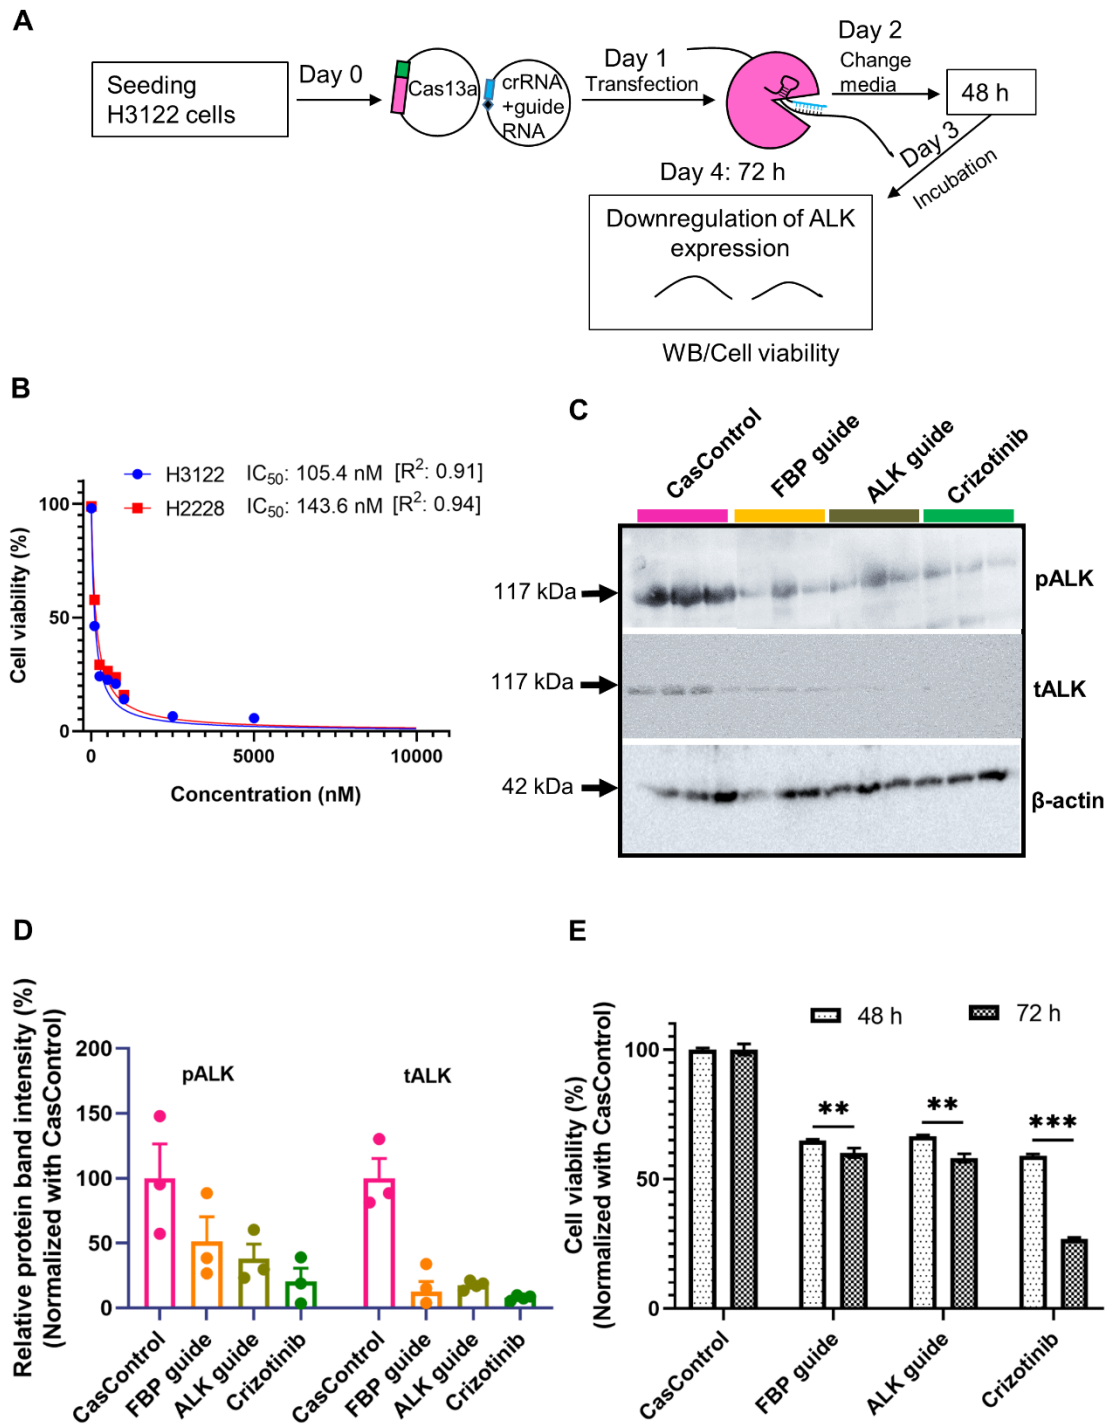 A
Seeding
H3122 cells
Day 0
Cas13a
crRNA
+guide
RNA
Day 1
Transfection
Day 2
Change
media
48 h
Day 3
Incubation
Day 4: 72 h
Downregulation of ALK
expression
WB/Cell viability
B
H3122 IC50: 105.4 nM [R²: 0.91]
H2228 IC50: 143.6 nM [R²: 0.94]
Cell viability (%)
100
50
0
0 5000 10000
Concentration (nM)
C
CasControl
FBP guide
ALK guide
Crizotinib
117 kDa
pALK
117 kDa
tALK
42 kDa
β-actin
D
Relative protein band intensity (%)
(Normalized with CasControl)
200
150
100
50
0
pALK
tALK
CasControl
FBP guide
ALK guide
Crizotinib
CasControl
FBP guide
ALK guide
Crizotinib
E
Cell viability (%)
(Normalized with CasControl)
48 h
72 h
100
50
0
**
**
***
CasControl
FBP guide
ALK guide
Crizotinib